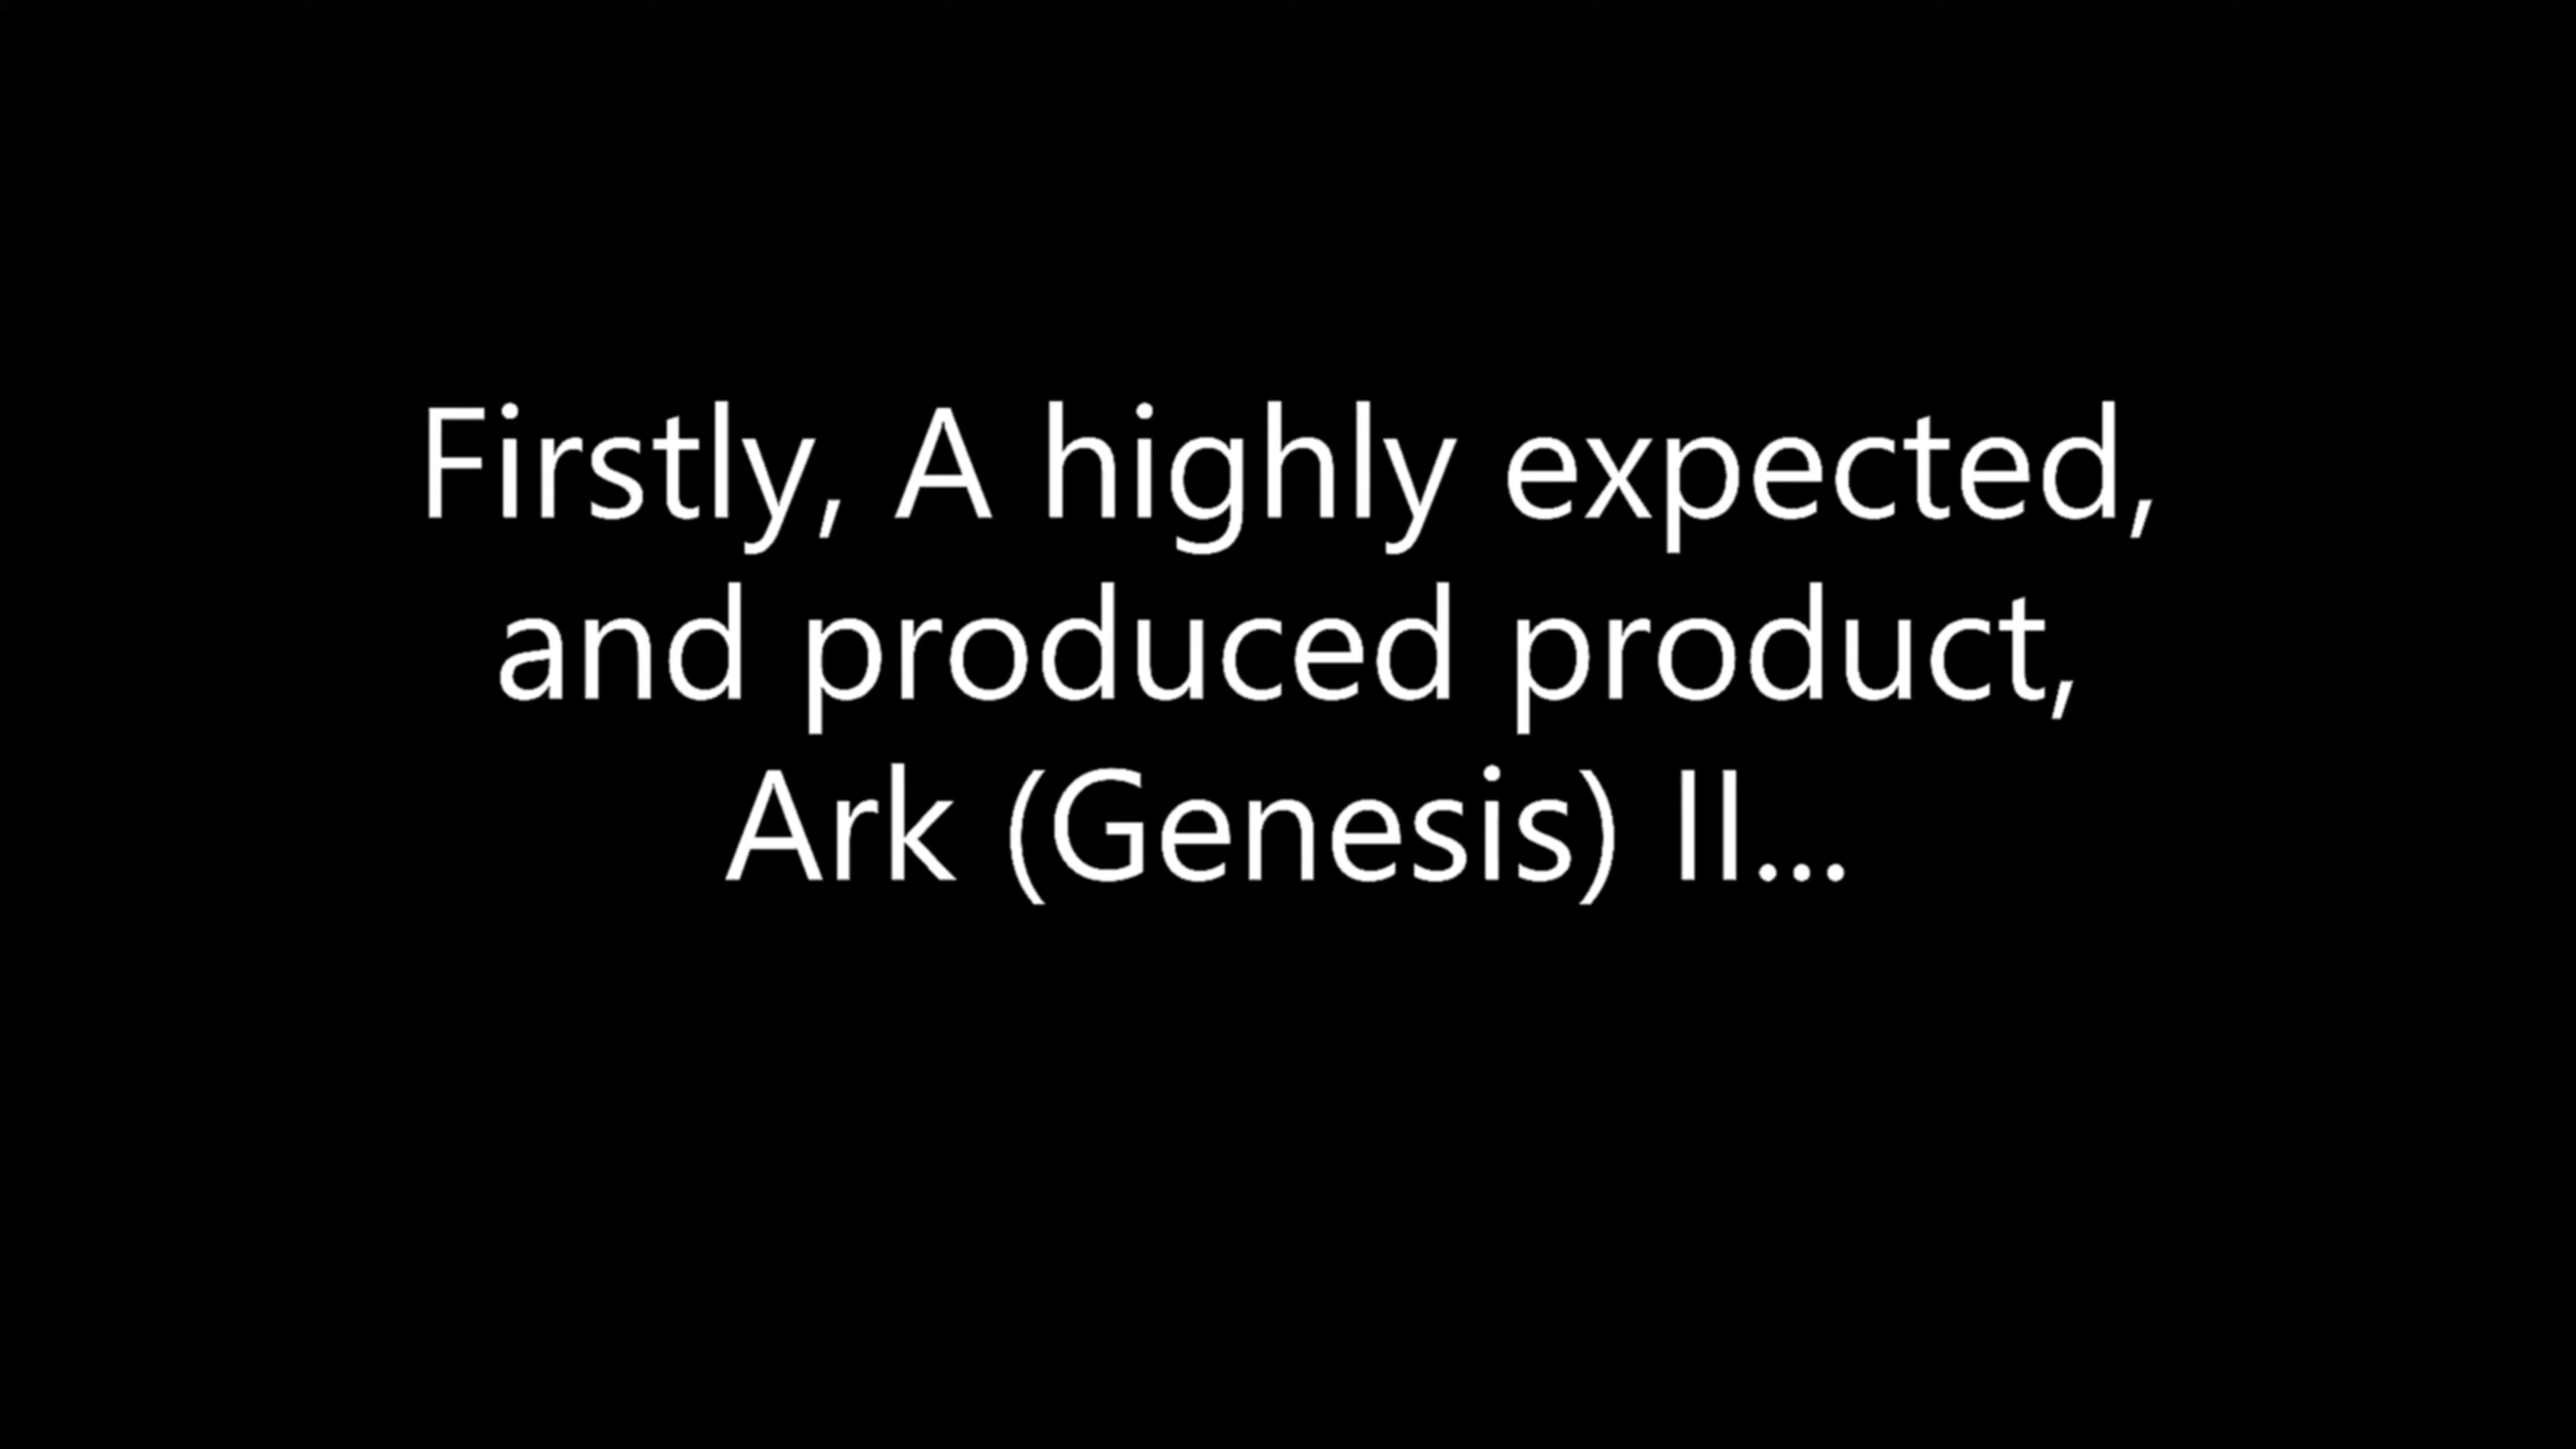 Firstly, A highly expected,
and produced product,
Ark (Genesis) II...